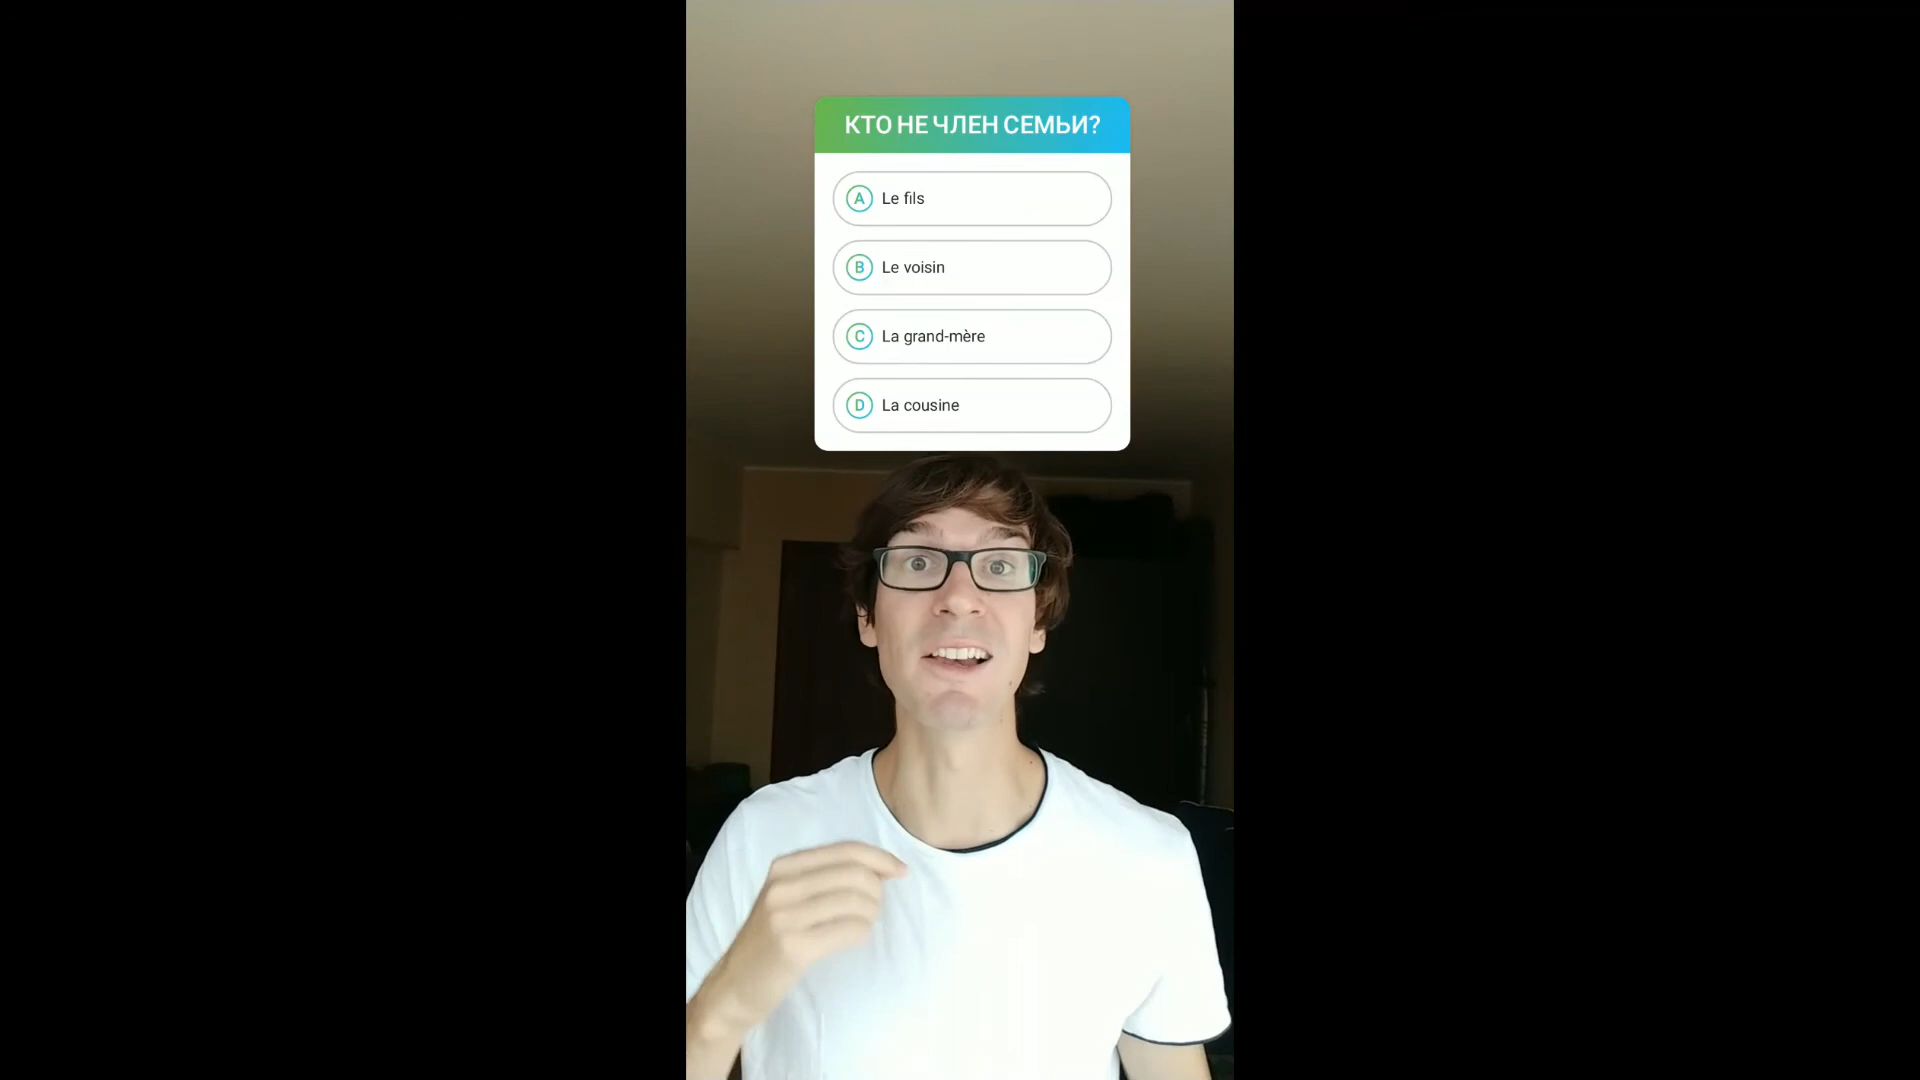 КТО НЕ ЧЛЕН СЕМЬИ?
A Le fils
B Le voisin
C La grand-mère
D La cousine